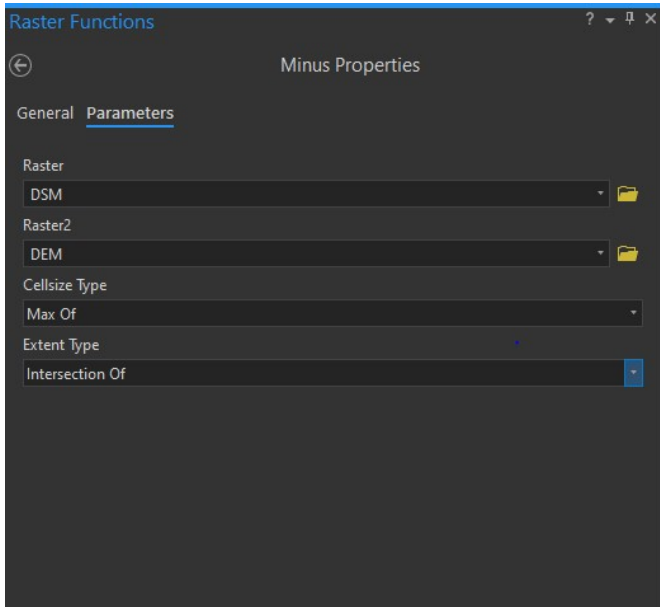 Raster Functions ?
Minus Properties
General Parameters
Raster
DSM
Raster2
DEM
Cellsize Type
Max Of
Extent Type
Intersection Of